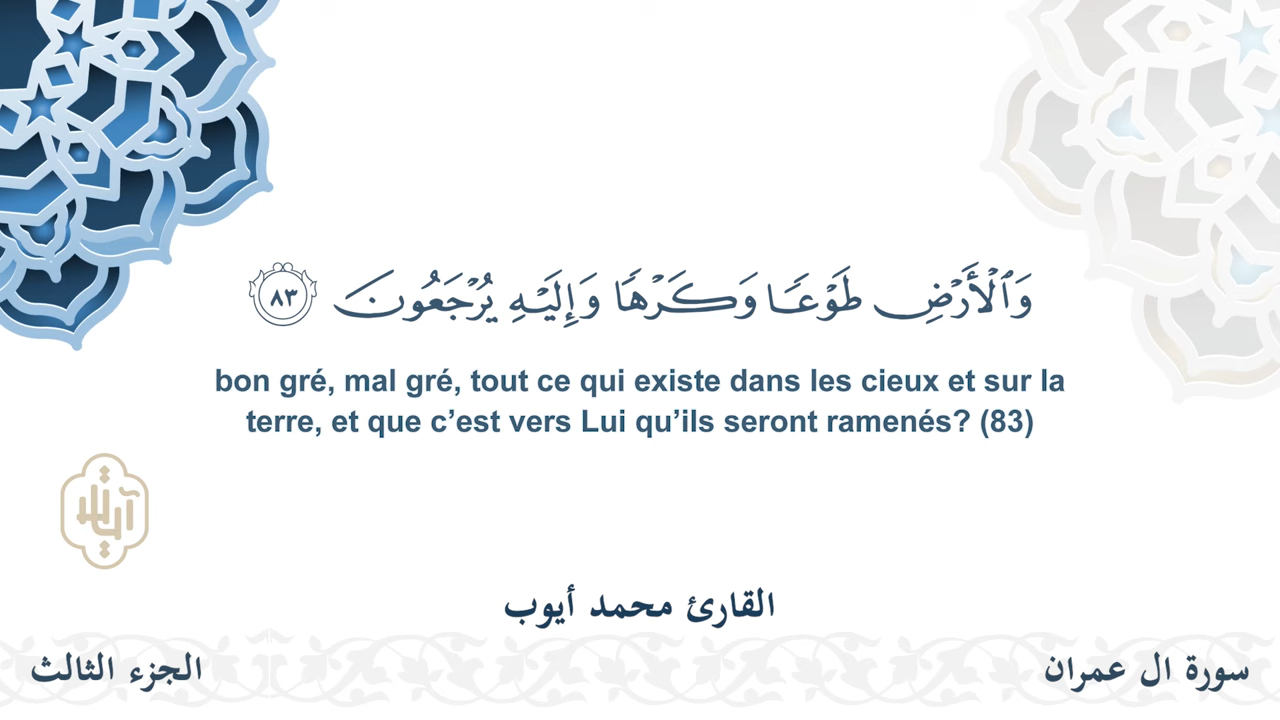 وَٱلْأَرْضِ طَوْعًا وَكَرْهًا وَإِلَيْهِ يُرْجَعُونَ ٨٣
bon gré, mal gré, tout ce qui existe dans les cieux et sur la
terre, et que c’est vers Lui qu’ils seront ramenés? (83)
القارئ محمد أيوب
سورة ال عمران
الجزء الثالث